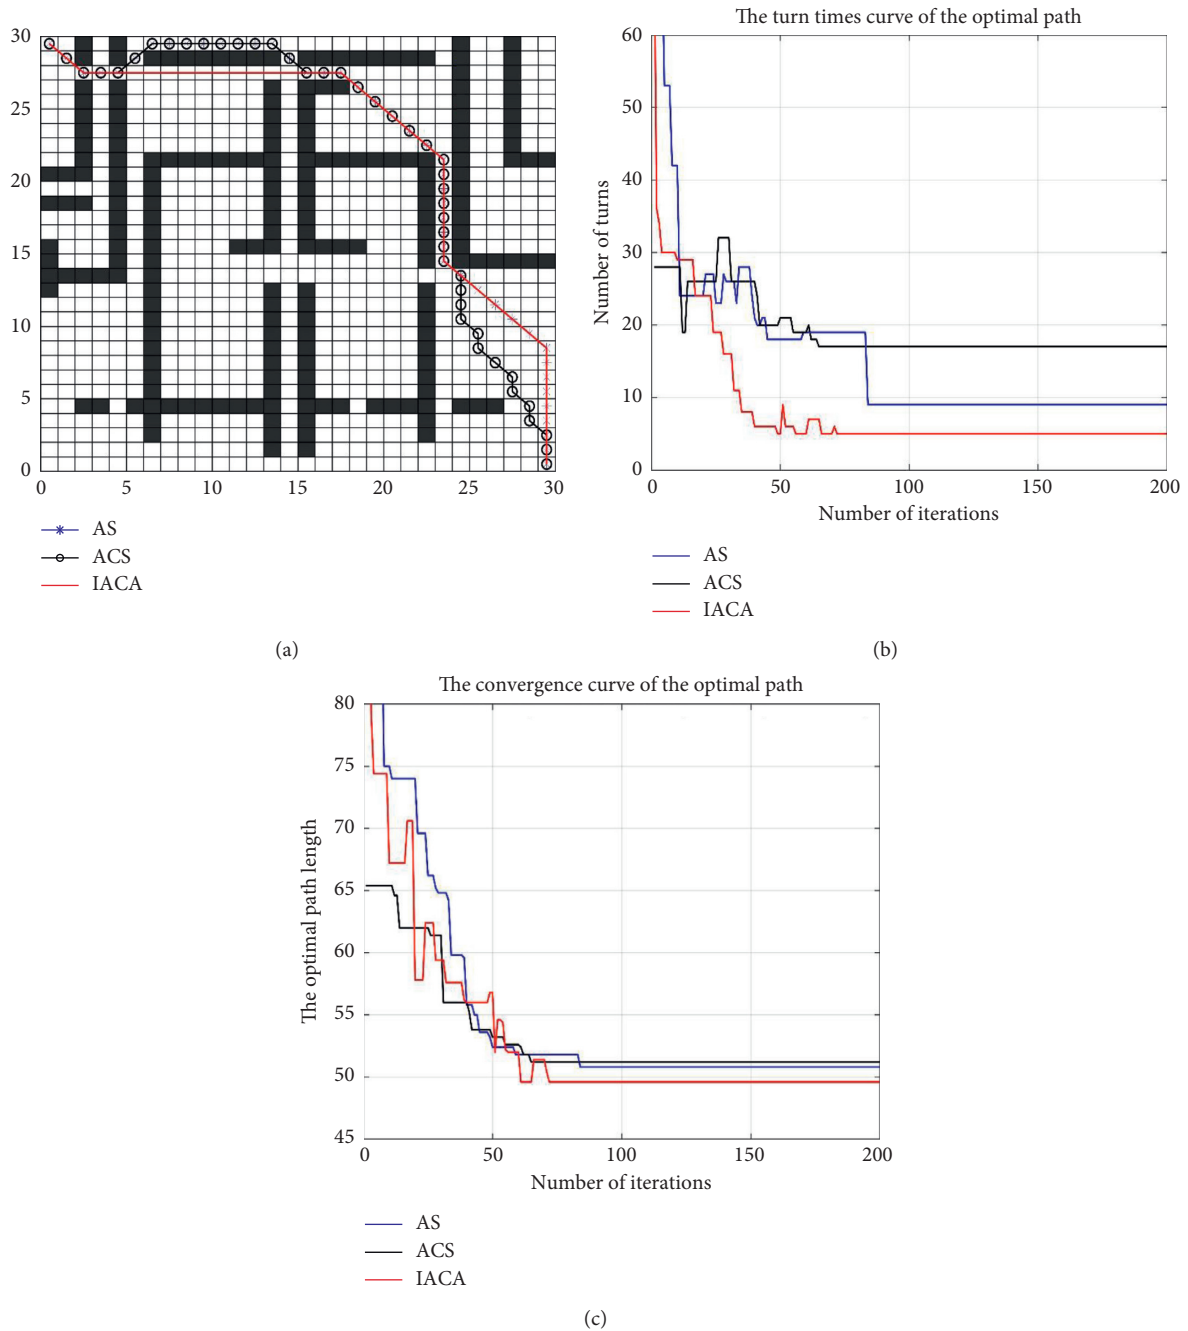 30
25
20
15
10
5
0
0 5 10 15 20 25 30
AS
ACS
IACA
(a)
The turn times curve of the optimal path
60
50
40
30
20
10
0
Number of turns
0 50 100 150 200
Number of iterations
AS
ACS
IACA
(b)
The convergence curve of the optimal path
80
75
70
65
60
55
50
45
The optimal path length
0 50 100 150 200
Number of iterations
AS
ACS
IACA
(c)